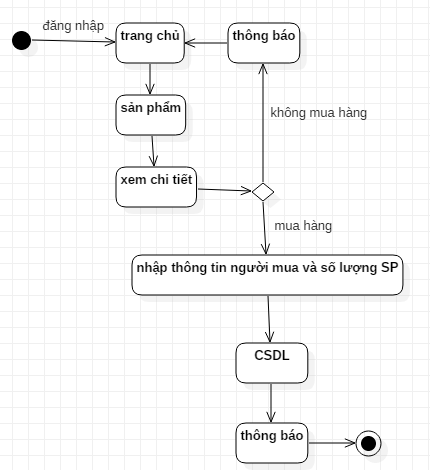 đăng nhập
trang chủ
thông báo
sản phẩm
không mua hàng
xem chi tiết
mua hàng
nhập thông tin người mua và số lượng SP
CSDL
thông báo